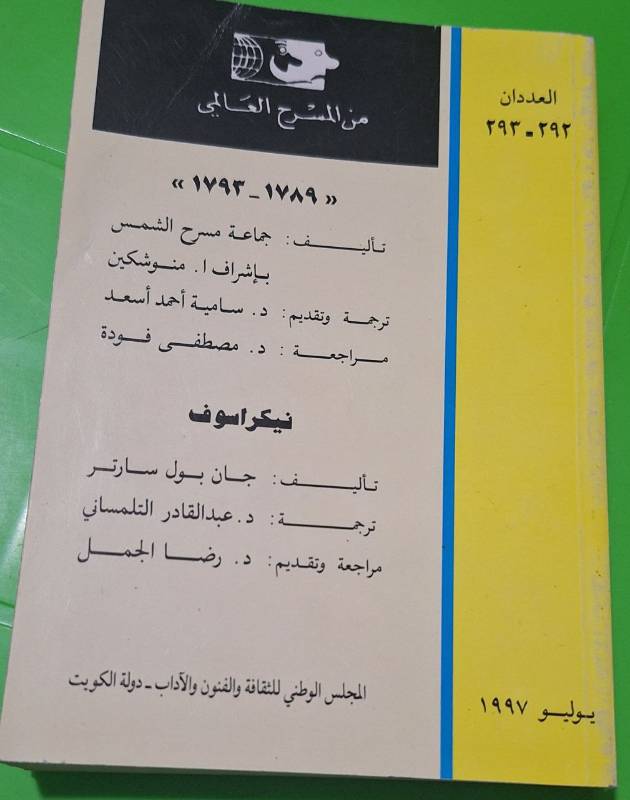 من المسرح العالمي
العددان
٢٩٢ - ٢٩٣
« ١٧٨٩ - ١٧٩٣ »
تأليف: جماعة مسرح الشمس
بإشراف ا. منوشكين
ترجمة وتقديم: د. سامية أحمد أسعد
مراجعة: د. مصطفى فودة
نيكراسوف
تأليف: جان بول سارتر
ترجمة: د. عبدالقادر التلمساني
مراجعة وتقديم: د. رضا الجمل
المجلس الوطني للثقافة والفنون والآداب - دولة الكويت
يوليو ١٩٩٧